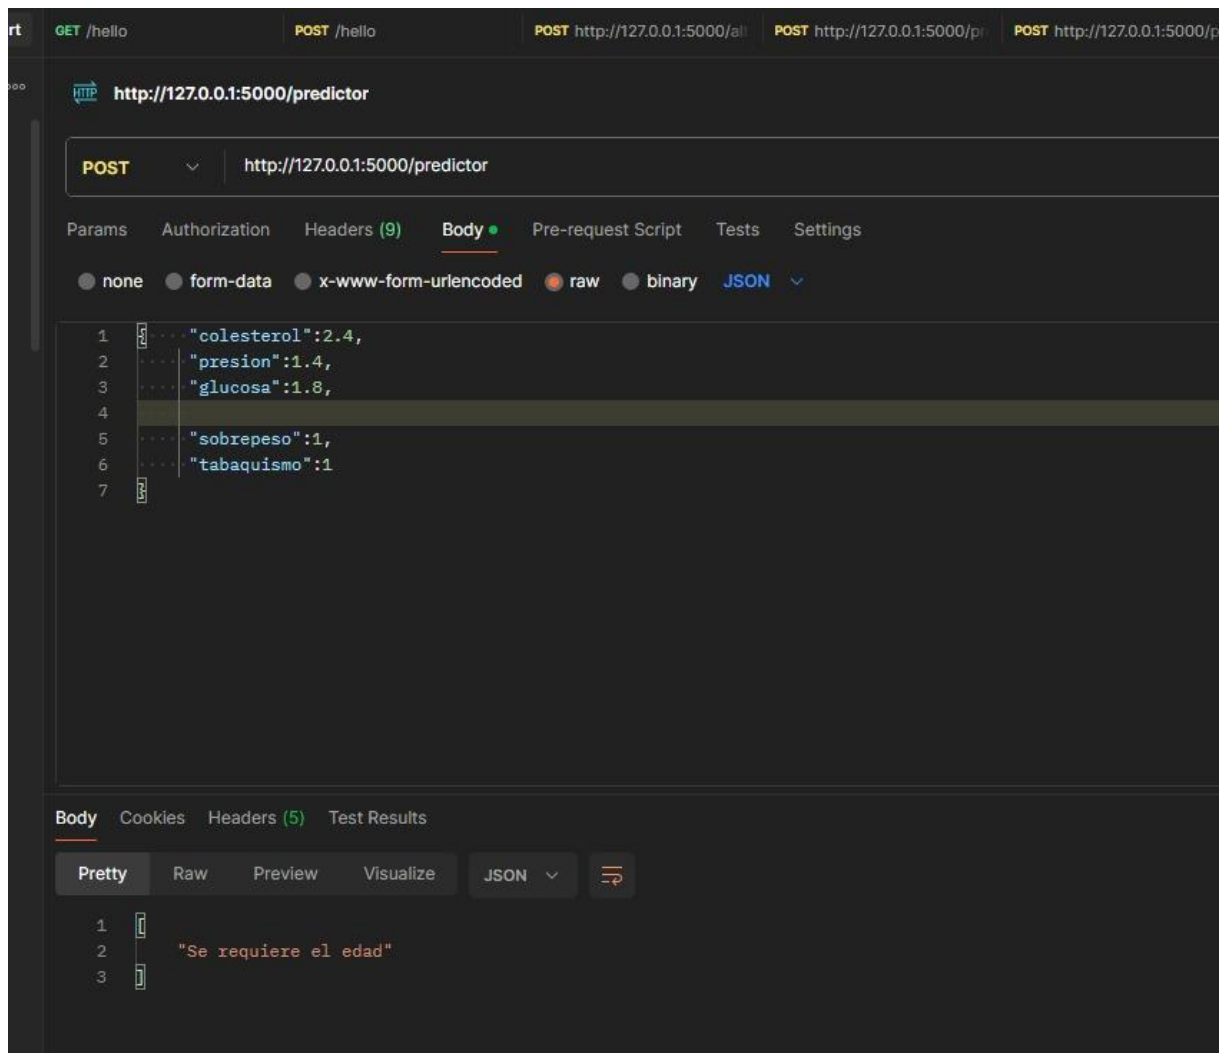 rt GET /hello POST /hello POST http://127.0.0.1:5000/al POST http://127.0.0.1:5000/pr POST http://127.0.0.1:5000/p
HTTP http://127.0.0.1:5000/predictor
POST http://127.0.0.1:5000/predictor
Params Authorization Headers (9) Body Pre-request Script Tests Settings
none form-data x-www-form-urlencoded raw binary JSON
1 { "colesterol":2.4,
2 "presion":1.4,
3 "glucosa":1.8,
4
5 "sobrepeso":1,
6 "tabaquismo":1
7 }
Body Cookies Headers (5) Test Results
Pretty Raw Preview Visualize JSON
1 [
2 "Se requiere el edad"
3 ]